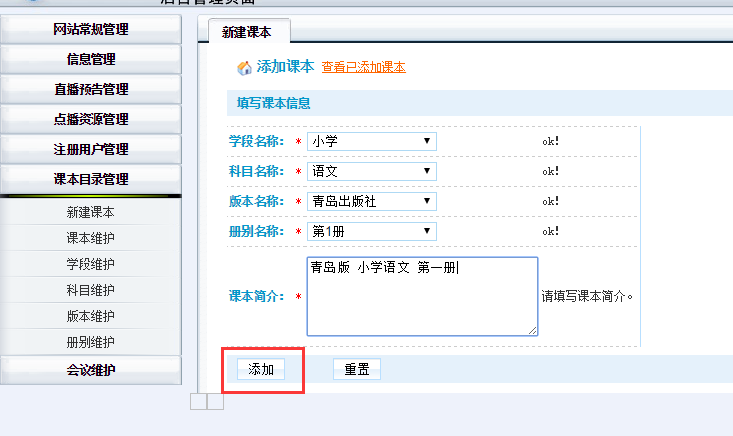 后台管理页面
网站常规管理
信息管理
直播预告管理
点播资源管理
注册用户管理
课本目录管理
新建课本
课本维护
学段维护
科目维护
版本维护
册别维护
会议维护
新建课本
添加课本 查看已添加课本
填写课本信息
学段名称： * 小学 ok!
科目名称： * 语文 ok!
版本名称： * 青岛出版社 ok!
册别名称： * 第1册 ok!
课本简介： * 青岛版 小学语文 第一册 请填写课本简介。
添加 重置